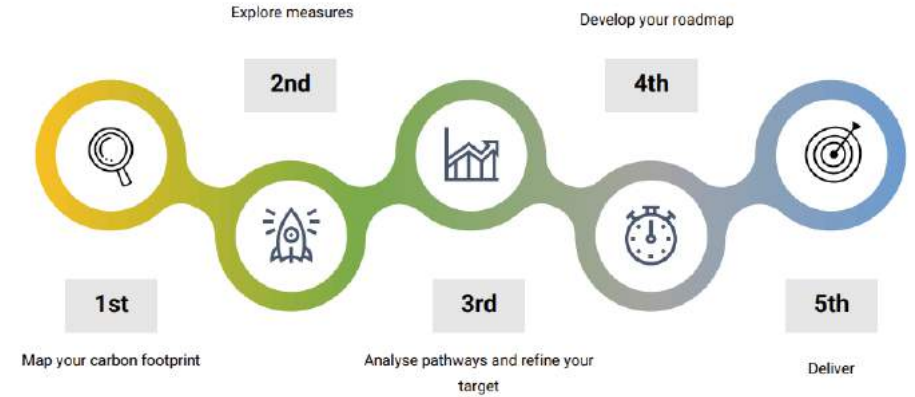 Explore measures
Develop your roadmap
2nd
4th
1st
3rd
5th
Map your carbon footprint
Analyse pathways and refine your
target
Deliver